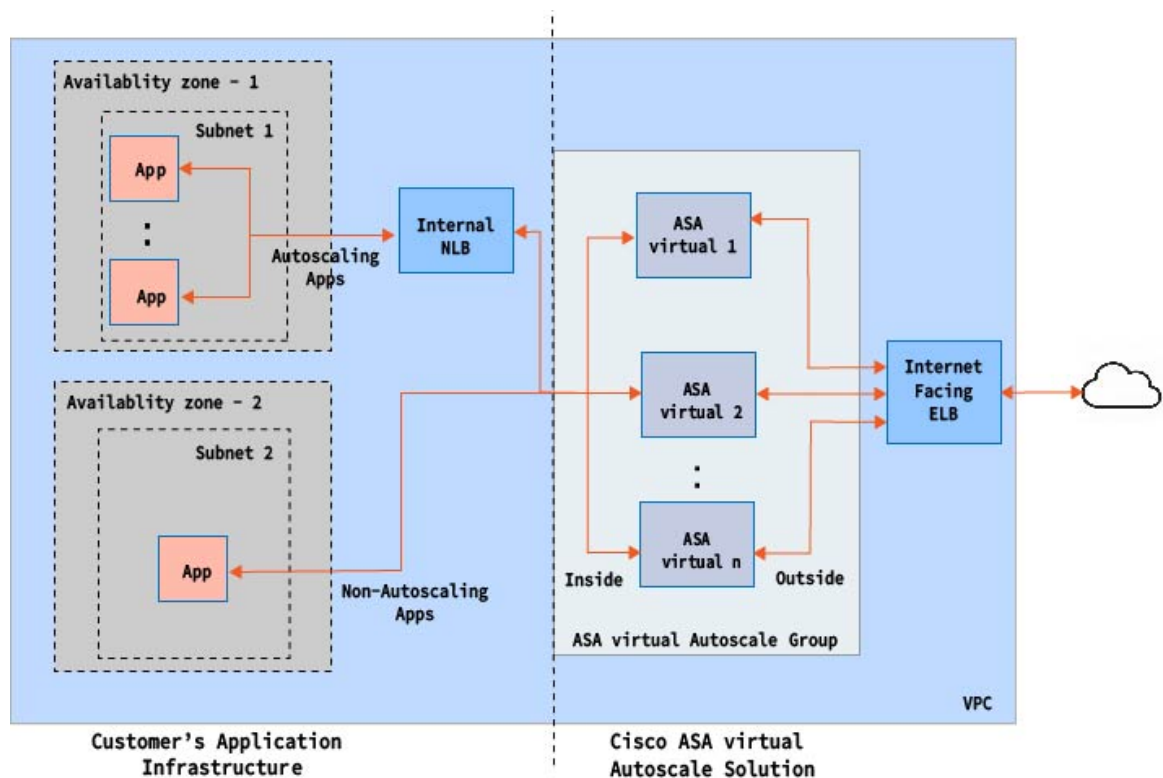 Availablity zone - 1
Subnet 1
App
:
App
Autoscaling
Apps
Internal
NLB
Availablity zone - 2
Subnet 2
App
Non-Autoscaling
Apps
ASA
virtual 1
ASA
virtual 2
:
ASA
virtual n
Inside
Outside
ASA virtual Autoscale Group
Internet
Facing
ELB
VPC
Customer's Application
Infrastructure
Cisco ASA virtual
Autoscale Solution